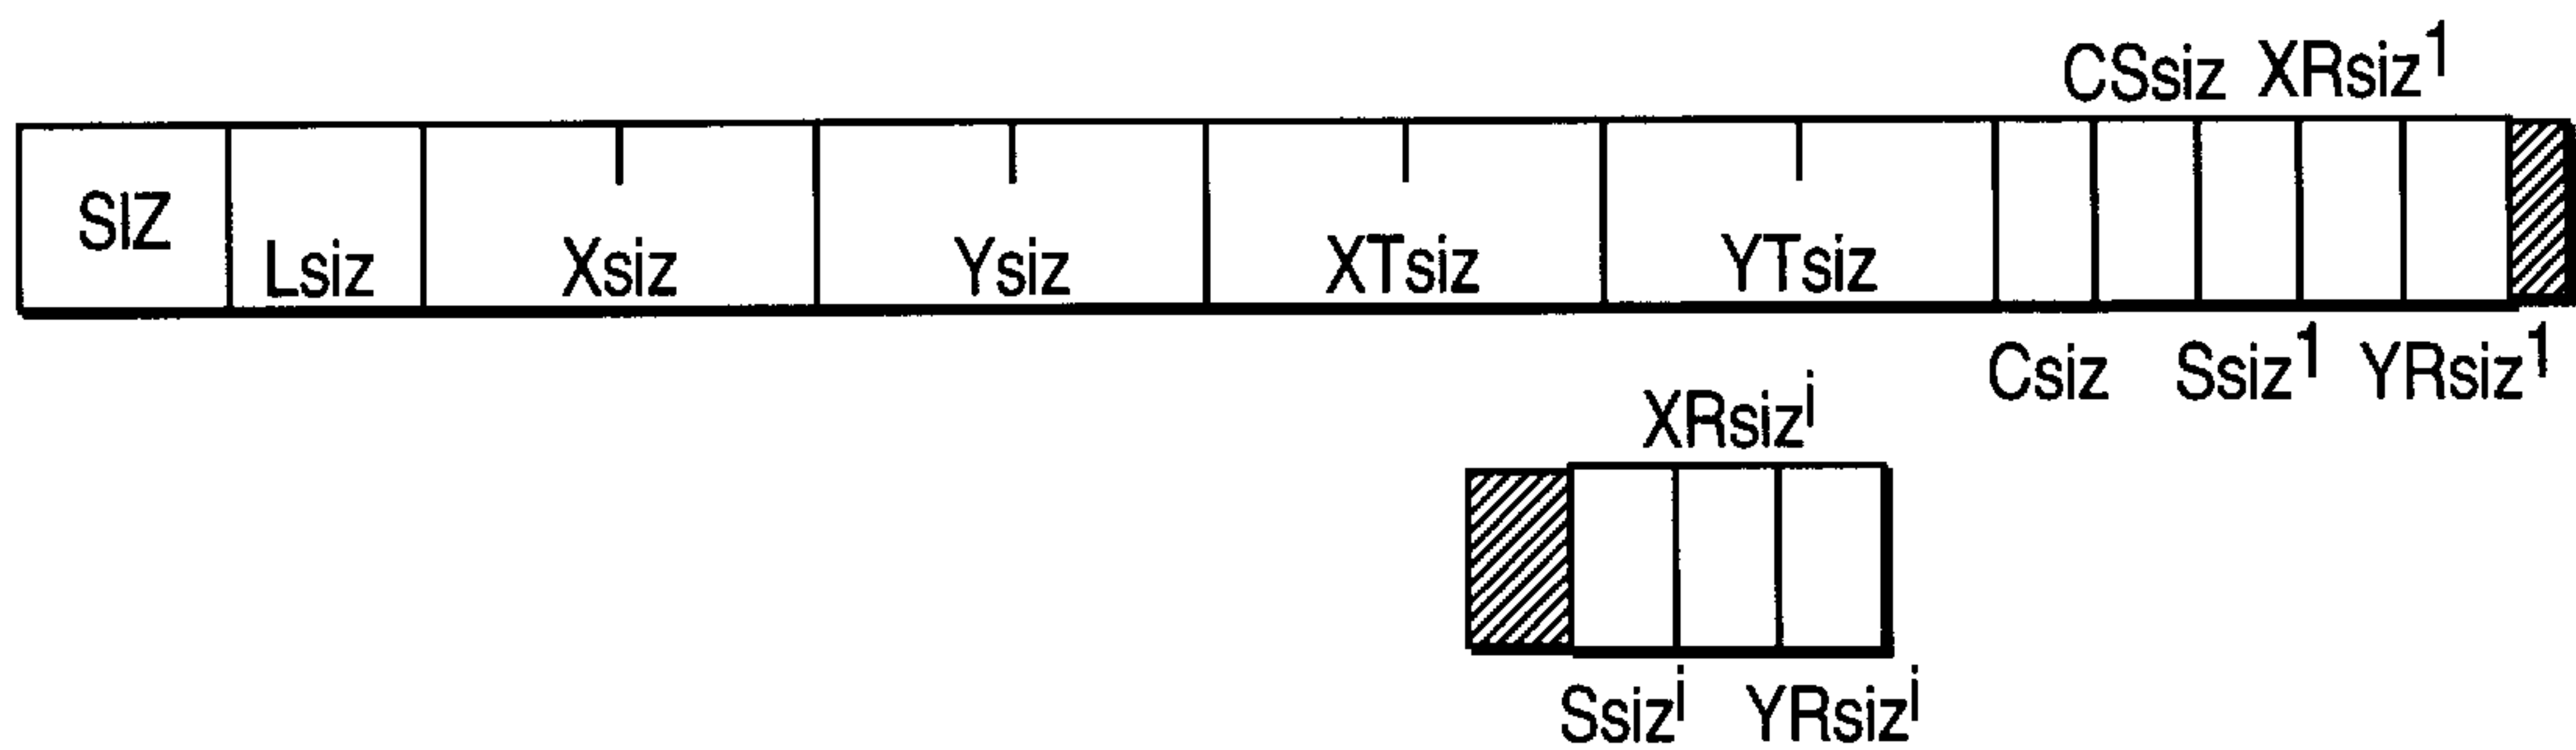 CSsiz XRsiz¹
SIZ Lsiz Xsiz Ysiz XTsiz YTsiz
Csiz Ssiz¹ YRsiz¹
XRsizⁱ
Ssizⁱ YRsizⁱ